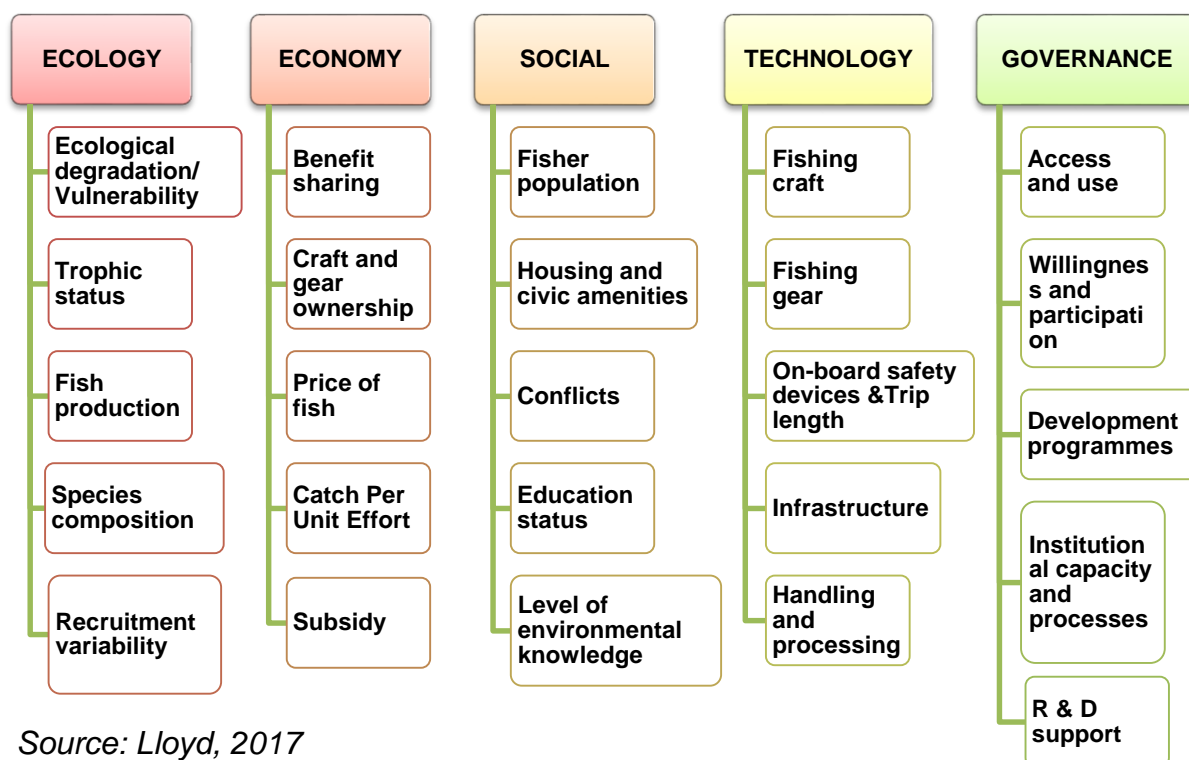 ECOLOGY
Ecological
degradation/
Vulnerability
Trophic
status
Fish
production
Species
composition
Recruitment
variability
ECONOMY
Benefit
sharing
Craft and
gear
ownership
Price of
fish
Catch Per
Unit Effort
Subsidy
SOCIAL
Fisher
population
Housing and
civic amenities
Conflicts
Education
status
Level of
environmental
knowledge
TECHNOLOGY
Fishing
craft
Fishing
gear
On-board safety
devices &Trip
length
Infrastructure
Handling
and
processing
GOVERNANCE
Access
and use
Willingnes
s and
participati
on
Development
programmes
Institution
al capacity
and
processes
R & D
support
Source: Lloyd, 2017